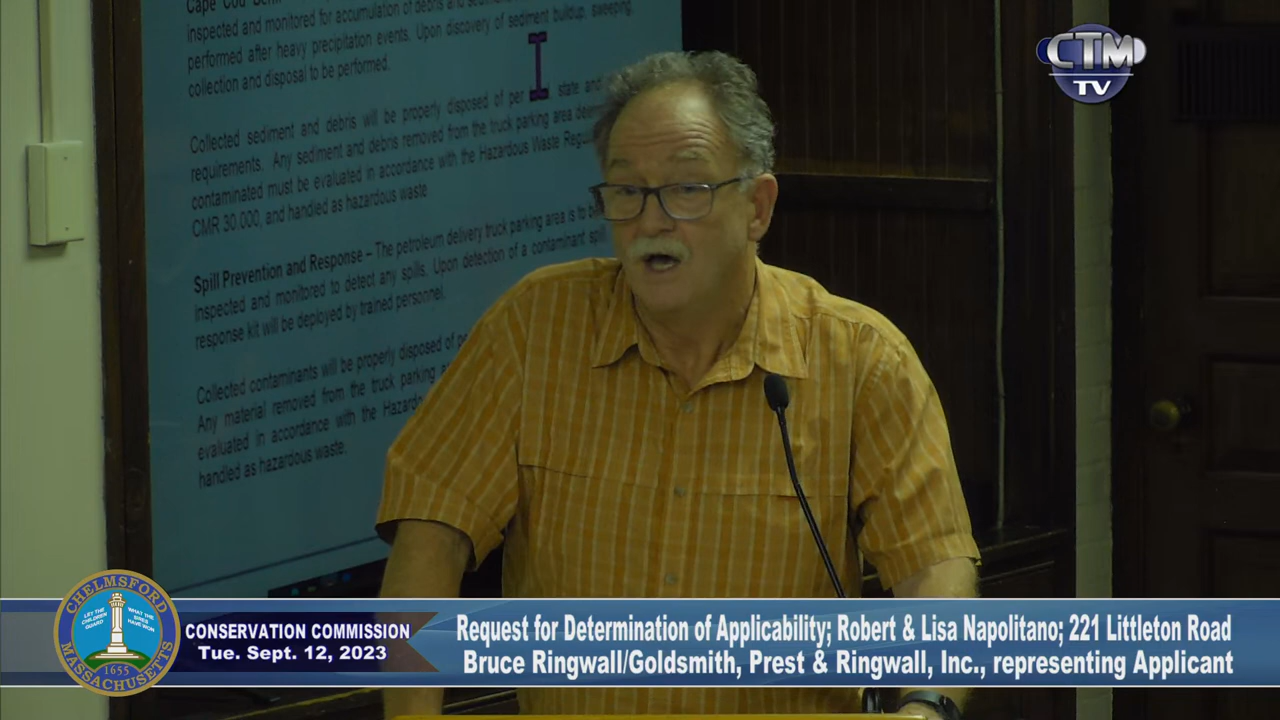 Cape Cod Berm
inspected and monitored for accumulation of debris and sediment
performed after heavy precipitation events. Upon discovery of sediment buildup sweeping,
collection and disposal to be performed.
Collected sediment and debris will be properly disposed of per state and
requirements. Any sediment and debris removed from the truck parking area
contaminated must be evaluated in accordance with the Hazardous Waste
CMR 30.000, and handled as hazardous waste
Spill Prevention and Response – The petroleum delivery truck parking area is to be
inspected and monitored to detect any spills. Upon detection of a contaminant spill
response kit will be deployed by trained personnel.
Collected contaminants will be properly disposed of
Any material removed from the truck parking
evaluated in accordance with the
handled as hazardous waste.
CTM
TV
CHELMSFORD
LET THE CHILDREN GUARD
WHAT THE SIRES HAVE WON
1655
MASSACHUSETTS
CONSERVATION COMMISSION
Tue. Sept. 12, 2023
Request for Determination of Applicability; Robert & Lisa Napolitano; 221 Littleton Road
Bruce Ringwall/Goldsmith, Prest & Ringwall, Inc., representing Applicant